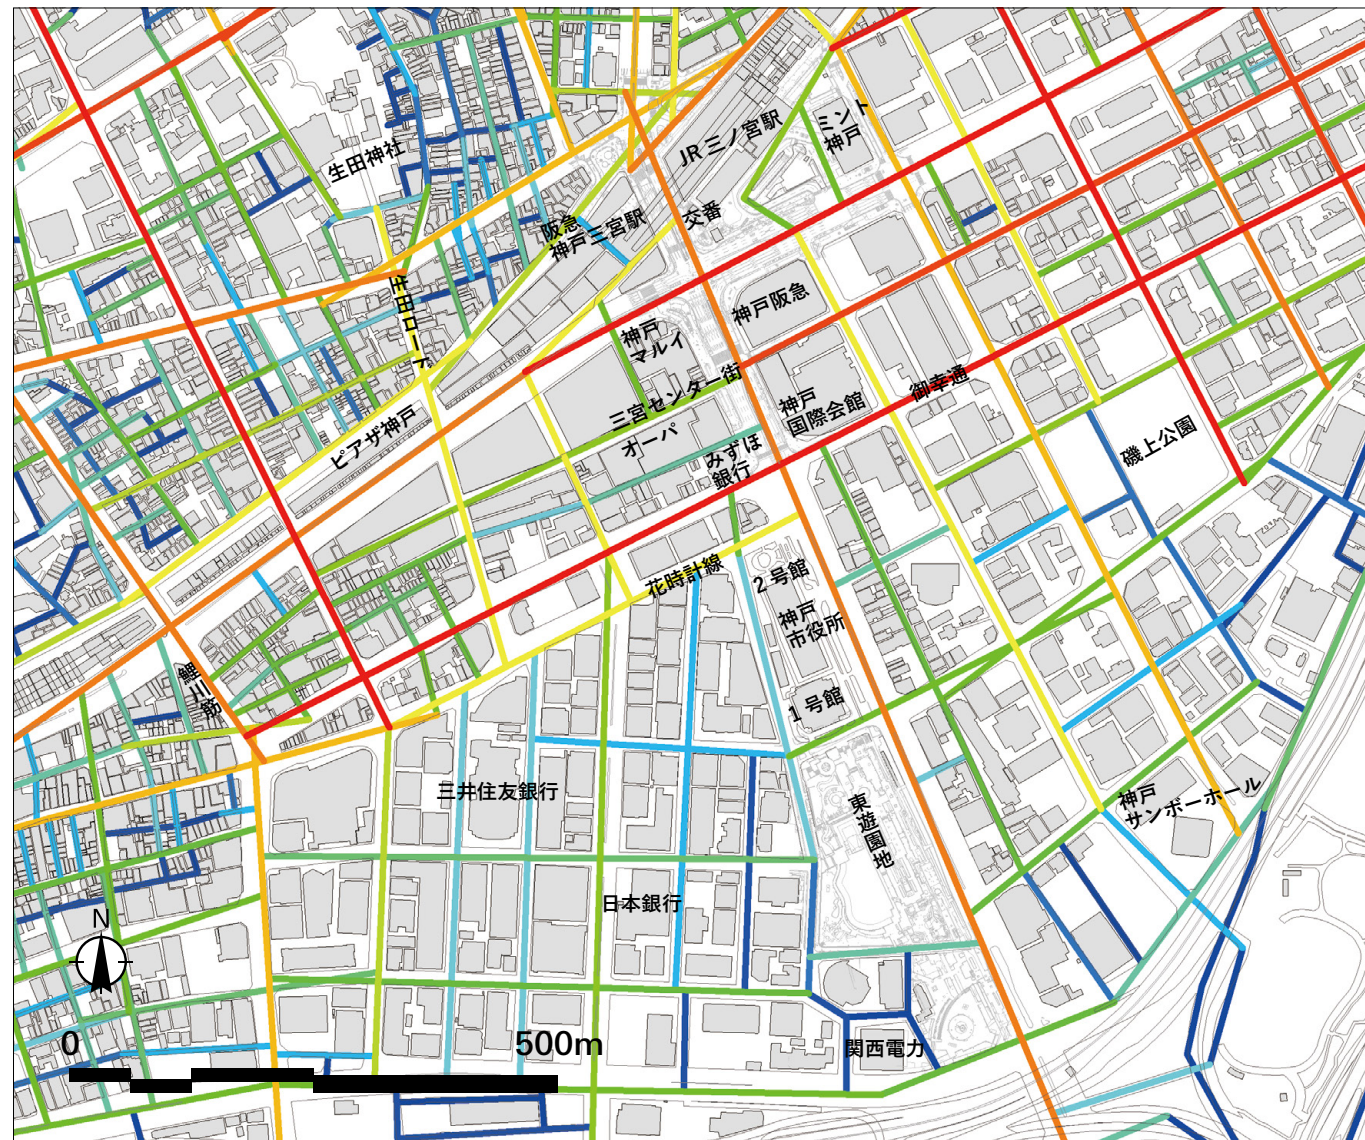 ミント
神戸
JR 三ノ宮駅
生田神社
交番
阪急
神戸三宮駅
生田ロード
神戸阪急
神戸
マルイ
三宮センター街
御幸通
神戸
国際会館
オーパ
ピアザ神戸
みずほ
銀行
磯上公園
花時計線
2 号館
神戸
市役所
鯉川筋
1 号館
三井住友銀行
神戸
サンボーホール
東遊園地
日本銀行
N
0
500m
関西電力